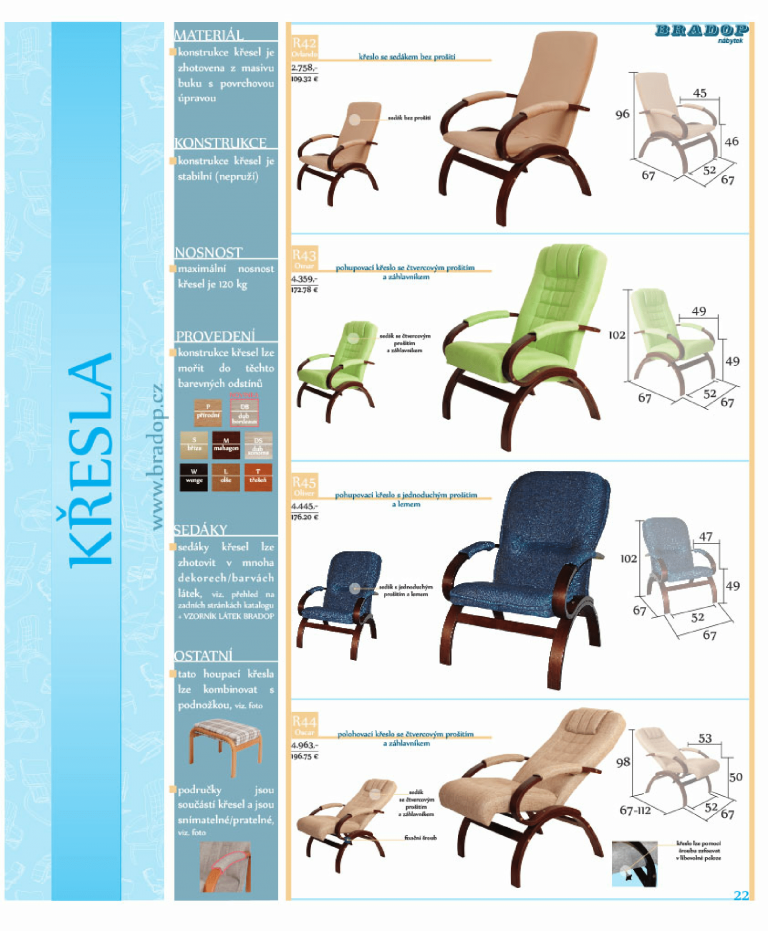 KŘESLA
www.bradop.cz
MATERIÁL
konstrukce křesel je
zhotovena z masivu
buku s povrchovou
úpravou
KONSTRUKCE
konstrukce křesel je
stabilní (nepruží)
NOSNOST
maximální nosnost
křesel je 120 kg
PROVEDENÍ
konstrukce křesel lze
mořit do těchto
barevných odstínů
P
přírodní
DB
dub
bordeaux
S
bříza
M
mahagon
DS
dub
W
wenge
L
olše
T
třešeň
SEDÁKY
sedáky křesel lze
zhotovit v mnoha
dekorech/barvách
látek, viz. přehled na
zadních stránkách katalogu
s VZORNÍK LÁTEK BRADOP
OSTATNÍ
tato houpací křesla
lze kombinovat s
podnožkou, viz. foto
područky jsou
součástí křesel a jsou
snímatelné/pratelné,
viz. foto
BRADOP
nábytek
R42
Orlando
2.758,-
109.32 €
křeslo se sedákem bez prošití
sedák bez prošití
96
45
46
67
52
67
R43
Oscar
4.359,-
172.78 €
pohupovací křeslo se čtvercovým prošitím
a záhlavníkem
sedák se čtvercovým
prošitím
a záhlavníkem
102
49
49
67
52
67
R45
Oliver
4.445,-
176.20 €
pohupovací křeslo s jednoduchým prošitím
a lemem
sedák s jednoduchým
prošitím a lemem
102
47
49
67
52
67
R44
Oscar
4.963,-
196.75 €
polohovací křeslo se čtvercovým prošitím
a záhlavníkem
sedák
se čtvercovým
prošitím
a záhlavníkem
fixační šroub
98
53
50
67-112
52
67
křeslo lze pomocí
šroubu zafixovat
v libovolné poloze
22